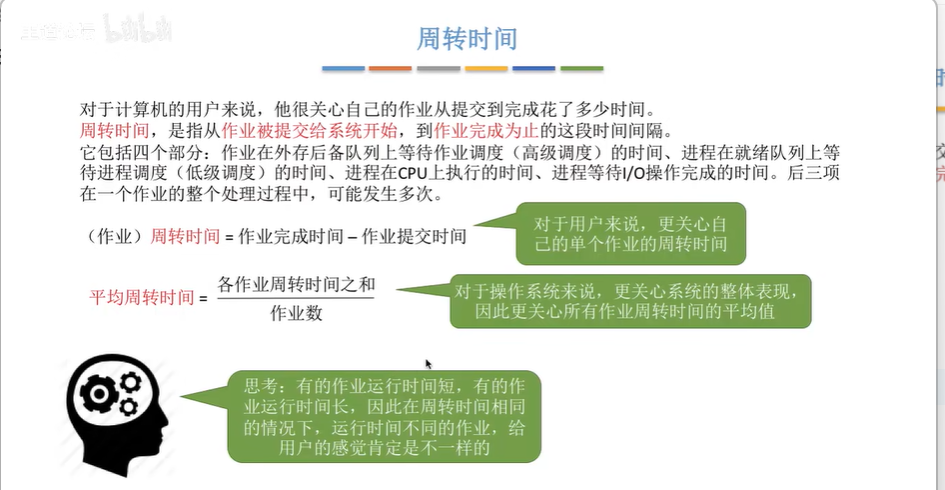 bilibili
周转时间
对于计算机的用户来说，他很关心自己的作业从提交到完成花了多少时间。
周转时间，是指从作业被提交给系统开始，到作业完成为止的这段时间间隔。
它包括四个部分：作业在外存后备队列上等待作业调度（高级调度）的时间、进程在就绪队列上等
待进程调度（低级调度）的时间、进程在CPU上执行的时间、进程等待I/O操作完成的时间。后三项
在一个作业的整个处理过程中，可能发生多次。
（作业）周转时间 = 作业完成时间 – 作业提交时间
对于用户来说，更关心自
己的单个作业的周转时间
平均周转时间 =
各作业周转时间之和
作业数
对于操作系统来说，更关心系统的整体表现，
因此更关心所有作业周转时间的平均值
思考：有的作业运行时间短，有的作
业运行时间长，因此在周转时间相同
的情况下，运行时间不同的作业，给
用户的感觉肯定是不一样的